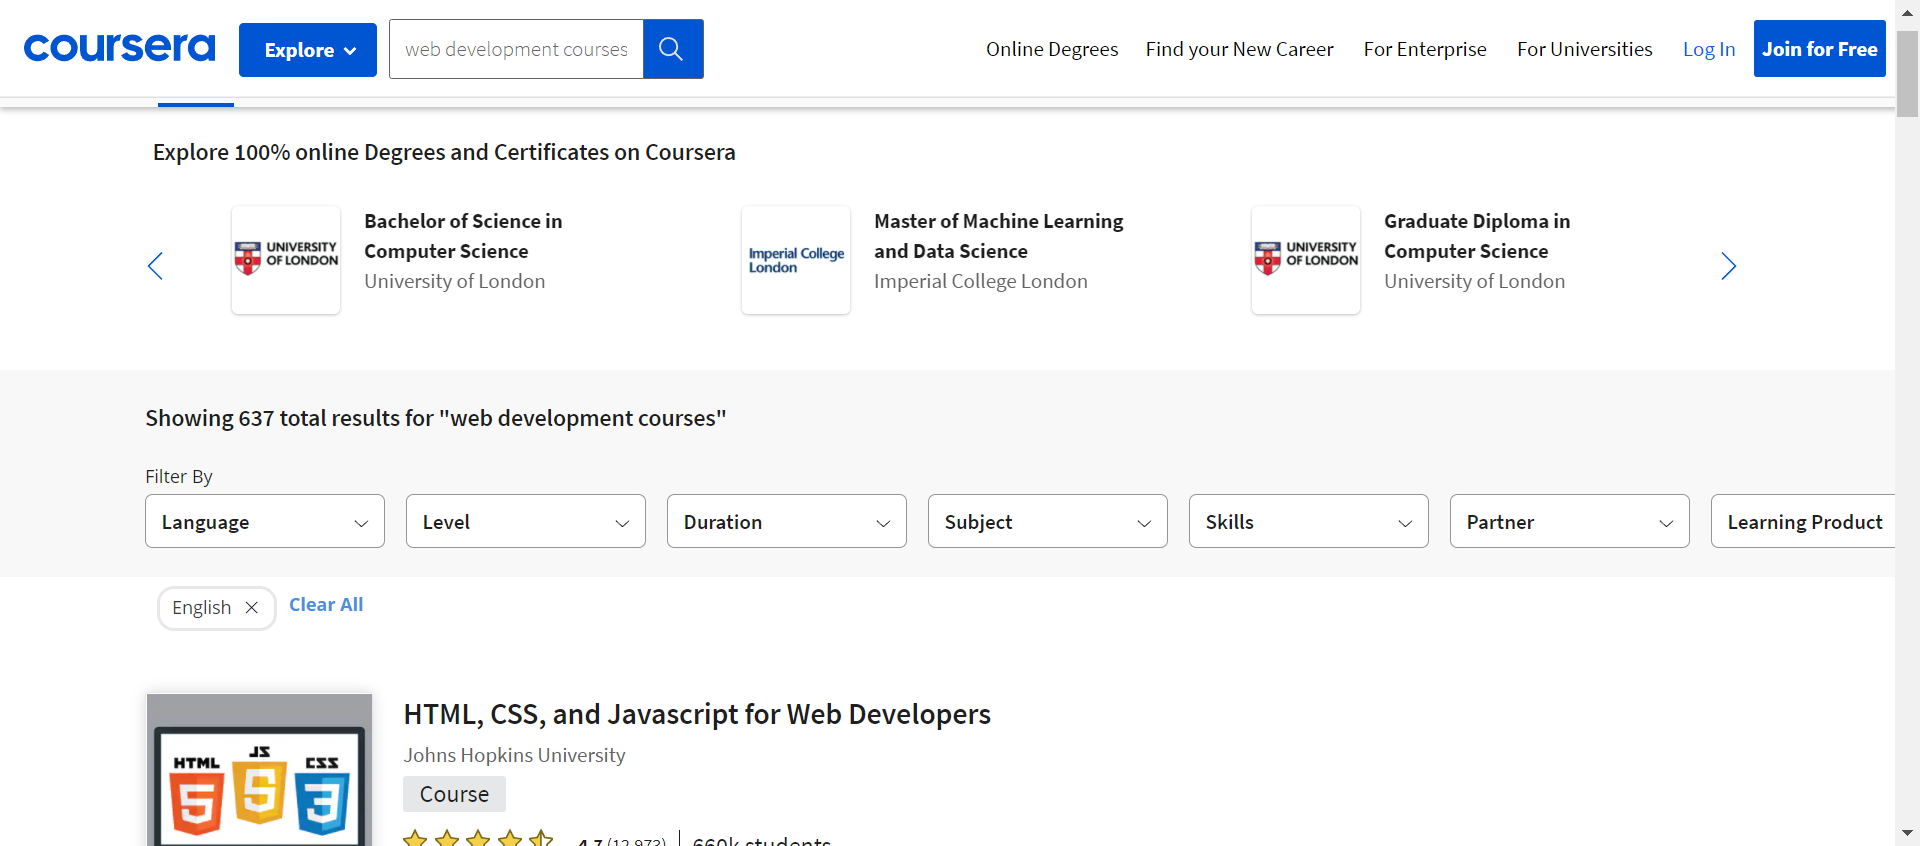 coursera
Explore
web development courses
Online Degrees
Find your New Career
For Enterprise
For Universities
Log In
Join for Free
Explore 100% online Degrees and Certificates on Coursera
UNIVERSITY
OF LONDON
Bachelor of Science in
Computer Science
University of London
Imperial College
London
Master of Machine Learning
and Data Science
Imperial College London
UNIVERSITY
OF LONDON
Graduate Diploma in
Computer Science
University of London
Showing 637 total results for "web development courses"
Filter By
Language
Level
Duration
Subject
Skills
Partner
Learning Product
English
Clear All
HTML
JS
CSS
5
5
3
HTML, CSS, and Javascript for Web Developers
Johns Hopkins University
Course
4.7 (12,973)
660k students